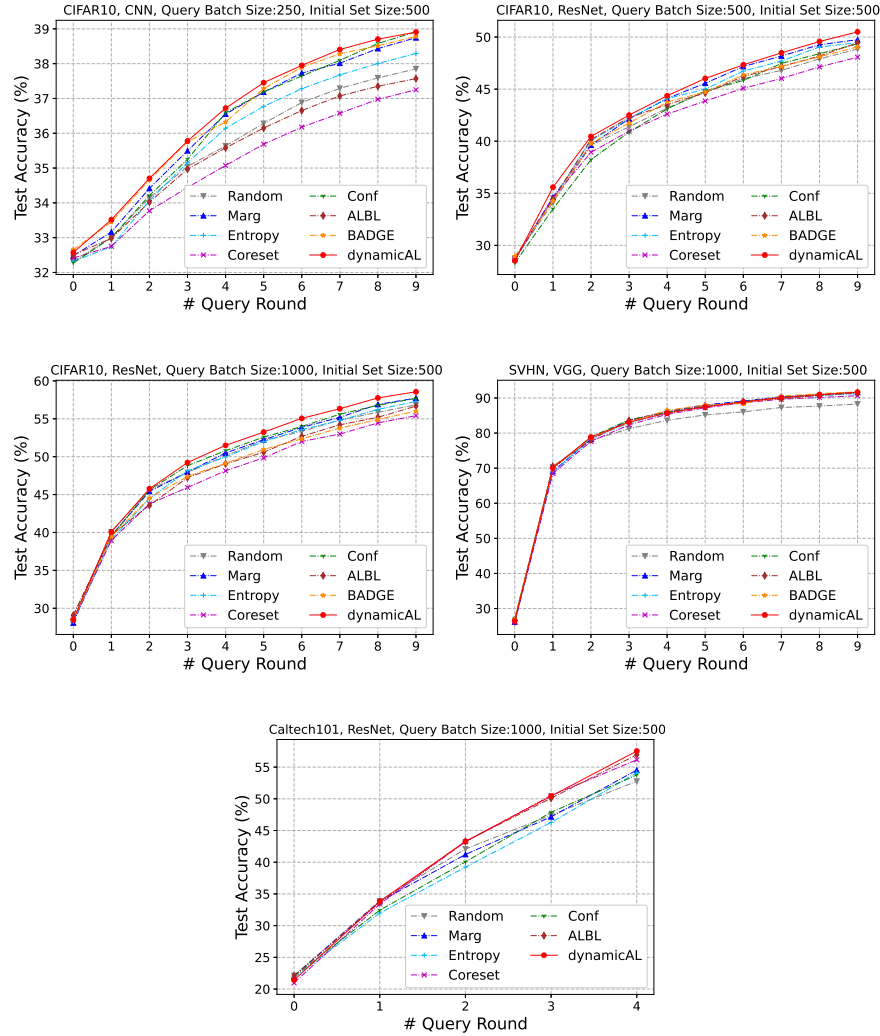 CIFAR10, CNN, Query Batch Size:250, Initial Set Size:500
39
38
37
36
35
34
33
32
Test Accuracy (%)
Random
Marg
Entropy
Coreset
Conf
ALBL
BADGE
dynamicAL
0 1 2 3 4 5 6 7 8 9
# Query Round
CIFAR10, ResNet, Query Batch Size:500, Initial Set Size:500
50
45
40
35
30
Test Accuracy (%)
Random
Marg
Entropy
Coreset
Conf
ALBL
BADGE
dynamicAL
0 1 2 3 4 5 6 7 8 9
# Query Round
CIFAR10, ResNet, Query Batch Size:1000, Initial Set Size:500
60
55
50
45
40
35
30
Test Accuracy (%)
Random
Marg
Entropy
Coreset
Conf
ALBL
BADGE
dynamicAL
0 1 2 3 4 5 6 7 8 9
# Query Round
SVHN, VGG, Query Batch Size:1000, Initial Set Size:500
90
80
70
60
50
40
30
Test Accuracy (%)
Random
Marg
Entropy
Coreset
Conf
ALBL
BADGE
dynamicAL
0 1 2 3 4 5 6 7 8 9
# Query Round
Caltech101, ResNet, Query Batch Size:1000, Initial Set Size:500
55
50
45
40
35
30
25
20
Test Accuracy (%)
Random
Marg
Entropy
Coreset
Conf
ALBL
dynamicAL
0 1 2 3 4
# Query Round